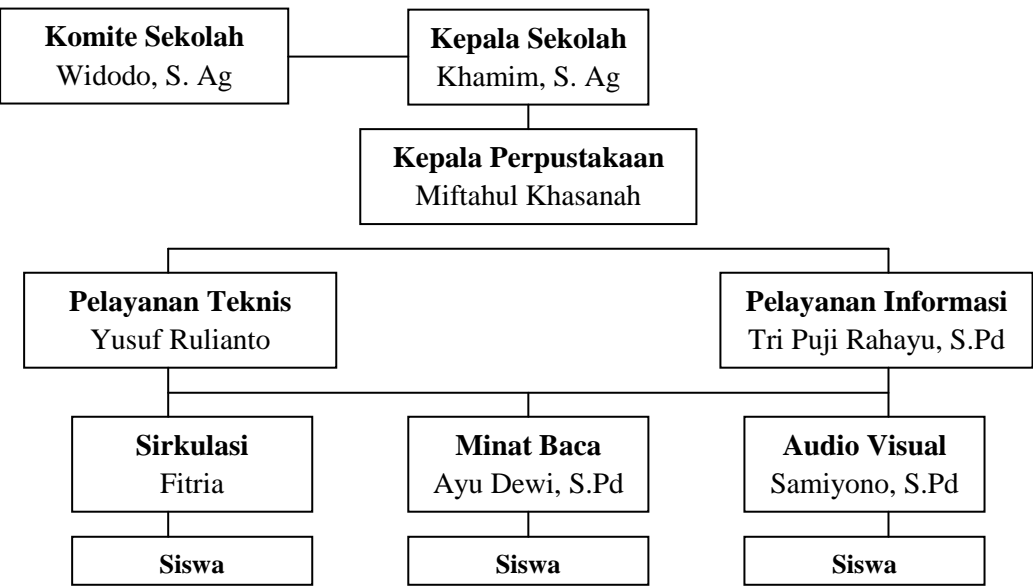 Komite Sekolah
Widodo, S. Ag
Kepala Sekolah
Khamim, S. Ag
Kepala Perpustakaan
Miftahul Khasanah
Pelayanan Teknis
Yusuf Rulianto
Pelayanan Informasi
Tri Puji Rahayu, S.Pd
Sirkulasi
Fitria
Minat Baca
Ayu Dewi, S.Pd
Audio Visual
Samiyono, S.Pd
Siswa
Siswa
Siswa